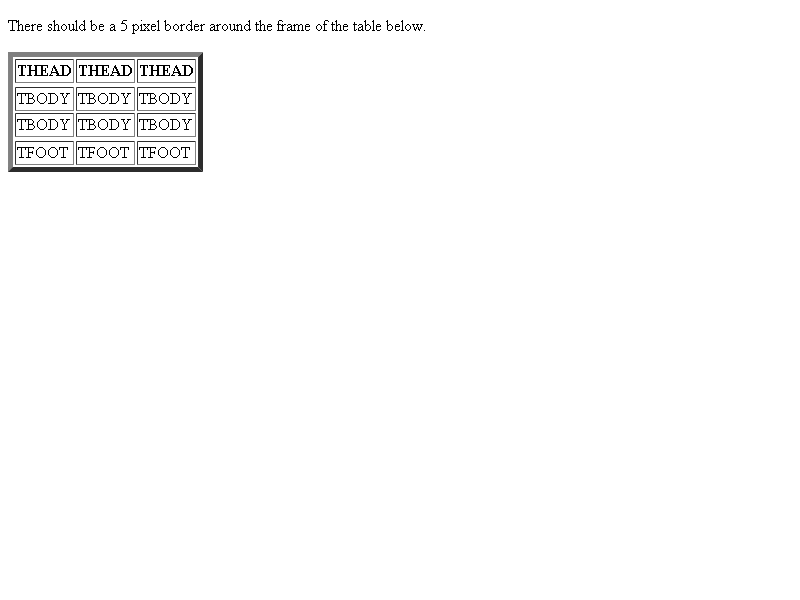 There should be a 5 pixel border around the frame of the table below.
THEAD THEAD THEAD
TBODY TBODY TBODY
TBODY TBODY TBODY
TFOOT TFOOT TFOOT